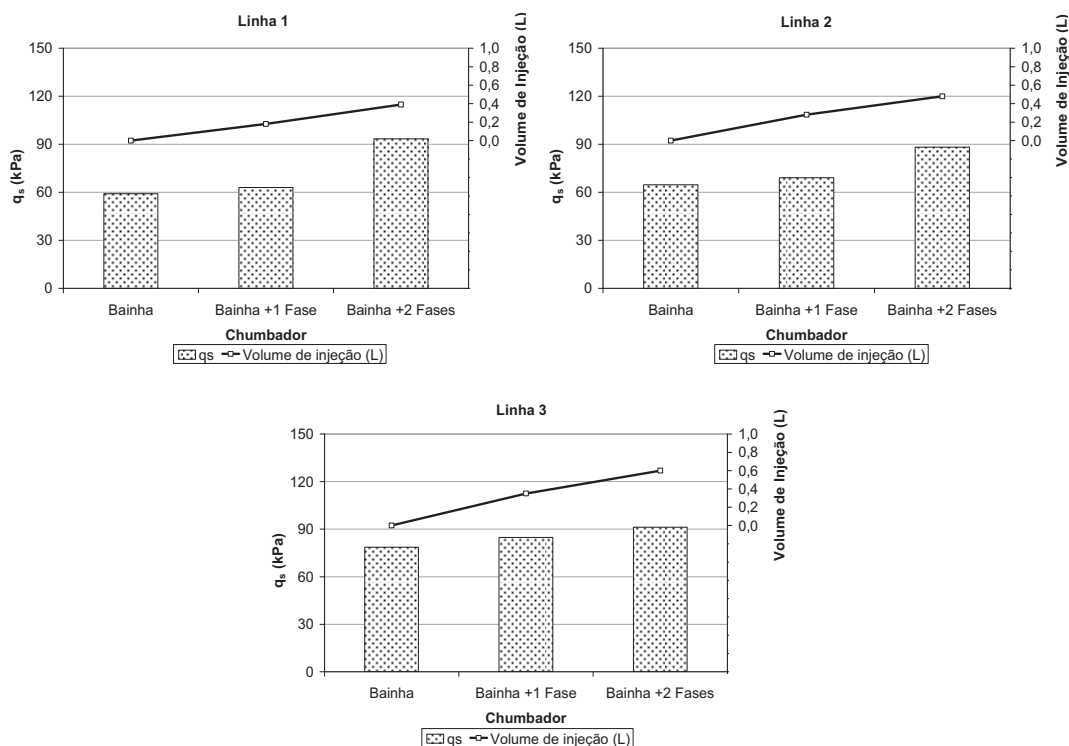 Linha 1
150
120
90
60
30
0
qs (kPa)
1,0
0,8
0,6
0,4
0,2
0,0
Volume de Injeção (L)
Bainha
Bainha +1 Fase
Bainha +2 Fases
Chumbador
qs
Volume de injeção (L)
Linha 2
150
120
90
60
30
0
qs (kPa)
1,0
0,8
0,6
0,4
0,2
0,0
Volume de Injeção (L)
Bainha
Bainha +1 Fase
Bainha +2 Fases
Chumbador
qs
Volume de injeção (L)
Linha 3
150
120
90
60
30
0
qs (kPa)
1,0
0,8
0,6
0,4
0,2
0,0
Volume de Injeção (L)
Bainha
Bainha +1 Fase
Bainha +2 Fases
Chumbador
qs
Volume de injeção (L)